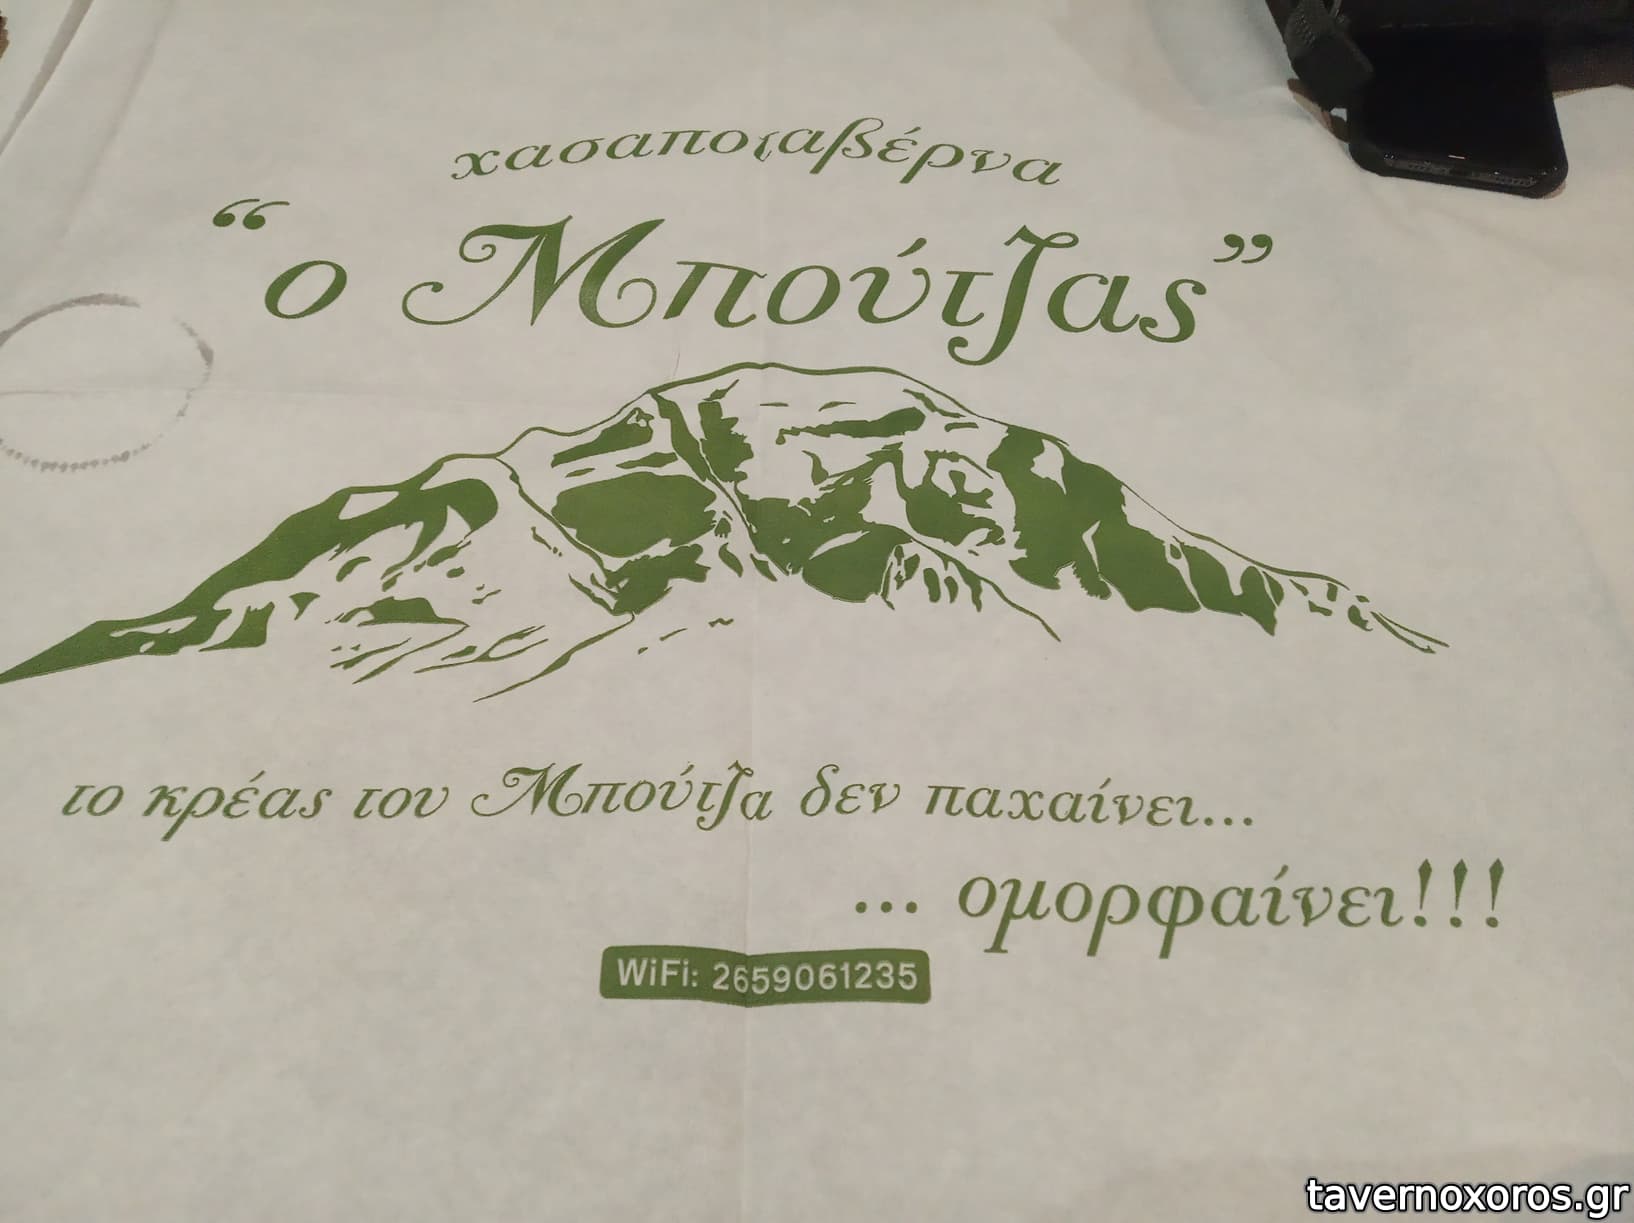 χασαποταβέρνα
“ο Μπούτζας”
το κρέας του Μπούτζα δεν παχαίνει...
... ομορφαίνει!!!
WiFi: 2659061235
tavernoxoros.gr